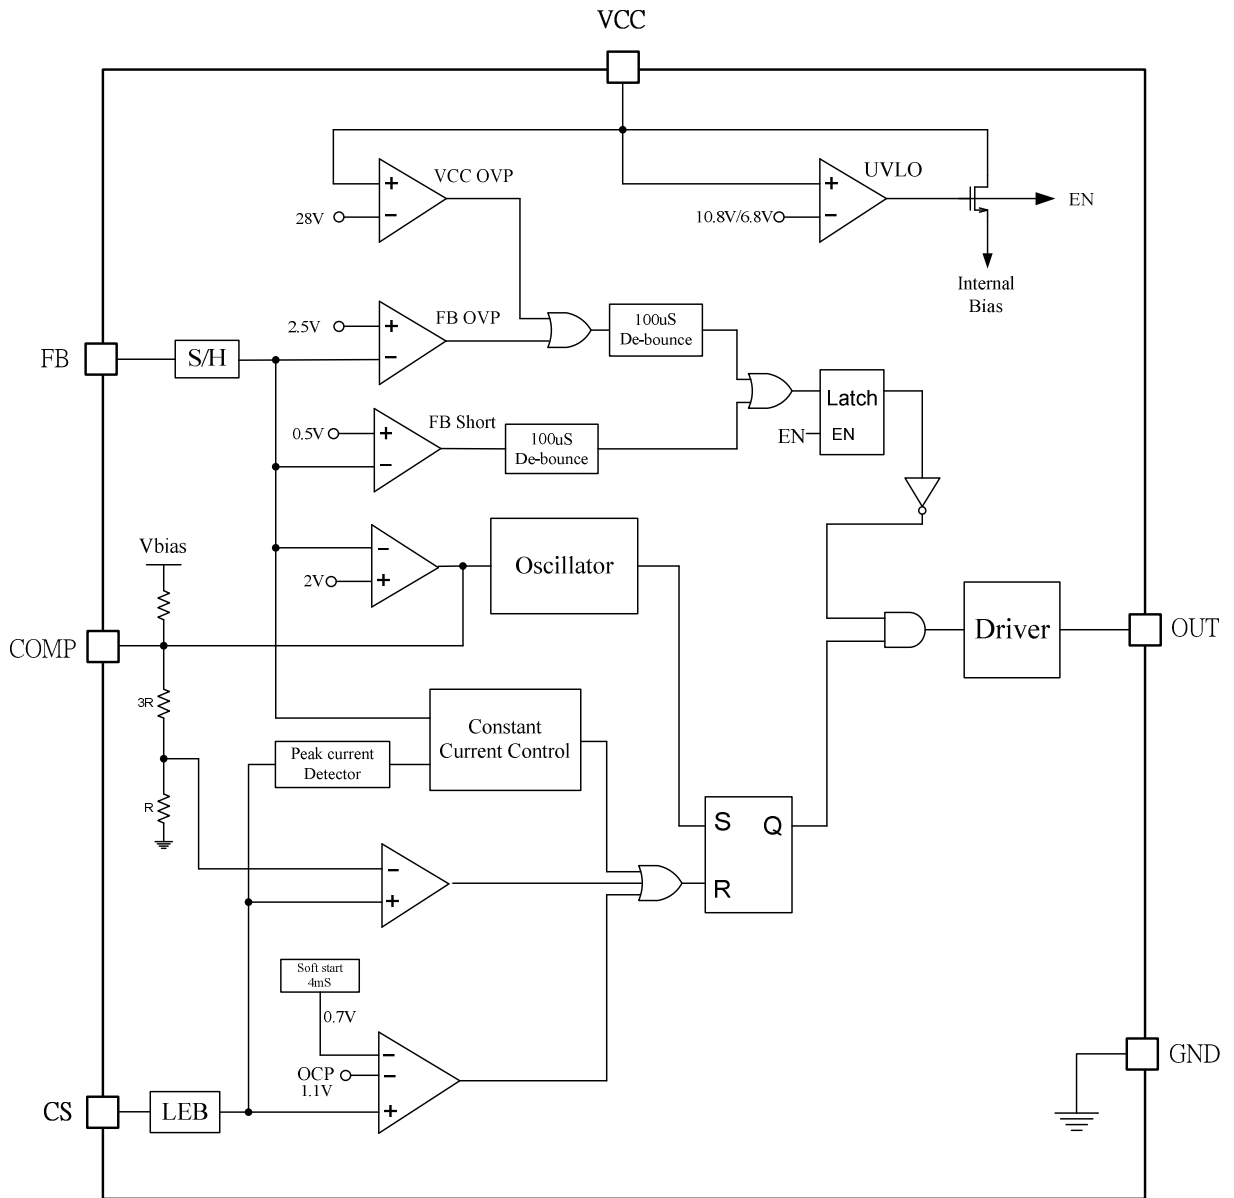 VCC
VCC OVP
UVLO
+
+
28V
−
10.8V/6.8V
−
EN
Internal
Bias
2.5V
+
FB OVP
100uS
De-bounce
FB
S/H
−
0.5V
+
FB Short
100uS
De-bounce
−
Latch
EN
EN
Vbias
−
2V
+
Oscillator
COMP
Driver
OUT
3R
Constant
Current Control
Peak current
Detector
R
S
Q
−
+
R
Soft start
4mS
0.7V
−
OCP
1.1V
−
+
GND
CS
LEB